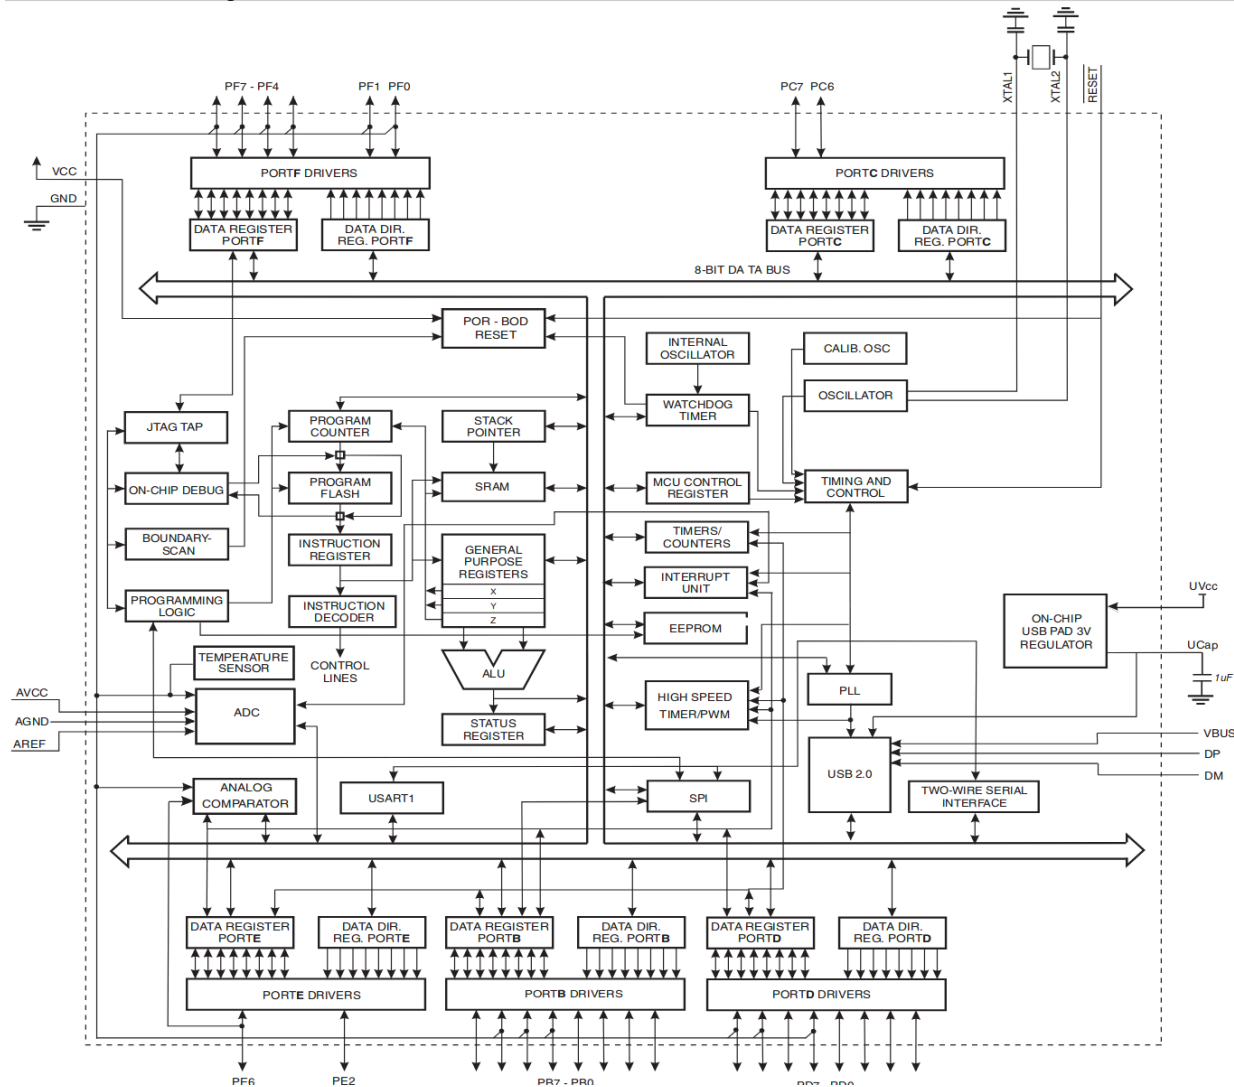 PF7 - PF4
PF1
PF0
PC7
PC6
XTAL1
XTAL2
RESET
VCC
GND
PORTF DRIVERS
PORTC DRIVERS
DATA REGISTER
PORTF
DATA DIR.
REG. PORTF
DATA REGISTER
PORTC
DATA DIR.
REG. PORTC
8-BIT DA TA BUS
POR - BOD
RESET
INTERNAL
OSCILLATOR
CALIB. OSC
WATCHDOG
TIMER
OSCILLATOR
JTAG TAP
PROGRAM
COUNTER
STACK
POINTER
ON-CHIP DEBUG
PROGRAM
FLASH
SRAM
MCU CONTROL
REGISTER
TIMING AND
CONTROL
BOUNDARY-
SCAN
INSTRUCTION
REGISTER
GENERAL
PURPOSE
REGISTERS
X
Y
Z
TIMERS/
COUNTERS
INTERRUPT
UNIT
PROGRAMMING
LOGIC
INSTRUCTION
DECODER
EEPROM
ON-CHIP
USB PAD 3V
REGULATOR
UVcc
UCap
1uF
TEMPERATURE
SENSOR
CONTROL
LINES
ALU
AVCC
AGND
AREF
ADC
STATUS
REGISTER
HIGH SPEED
TIMER/PWM
PLL
VBUS
DP
DM
ANALOG
COMPARATOR
USART1
SPI
USB 2.0
TWO-WIRE SERIAL
INTERFACE
DATA REGISTER
PORTE
DATA DIR.
REG. PORTE
DATA REGISTER
PORTB
DATA DIR.
REG. PORTB
DATA REGISTER
PORTD
DATA DIR.
REG. PORTD
PORTE DRIVERS
PORTB DRIVERS
PORTD DRIVERS
PE6
PE2
PB7 - PB0
PD7 - PD0